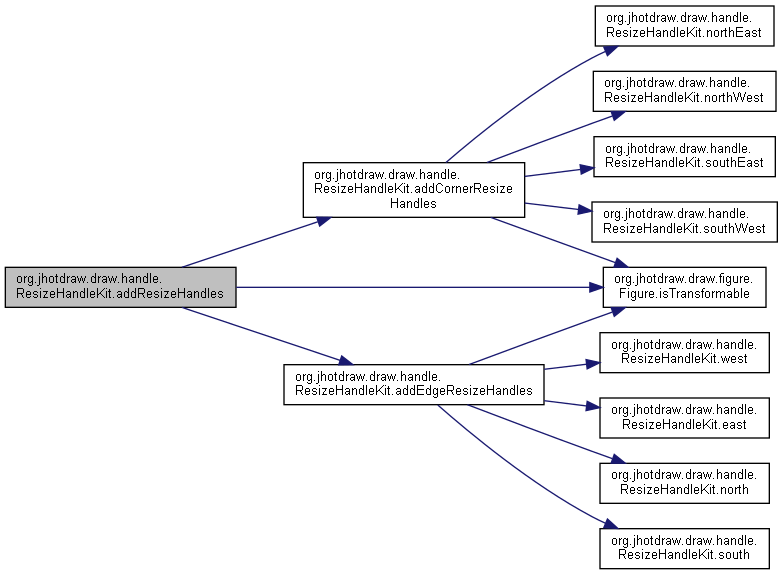 org.jhotdraw.draw.handle.
ResizeHandleKit.addResizeHandles
org.jhotdraw.draw.handle.
ResizeHandleKit.addCornerResize
Handles
org.jhotdraw.draw.handle.
ResizeHandleKit.northEast
org.jhotdraw.draw.handle.
ResizeHandleKit.northWest
org.jhotdraw.draw.handle.
ResizeHandleKit.southEast
org.jhotdraw.draw.handle.
ResizeHandleKit.southWest
org.jhotdraw.draw.figure.
Figure.isTransformable
org.jhotdraw.draw.handle.
ResizeHandleKit.addEdgeResizeHandles
org.jhotdraw.draw.handle.
ResizeHandleKit.west
org.jhotdraw.draw.handle.
ResizeHandleKit.east
org.jhotdraw.draw.handle.
ResizeHandleKit.north
org.jhotdraw.draw.handle.
ResizeHandleKit.south